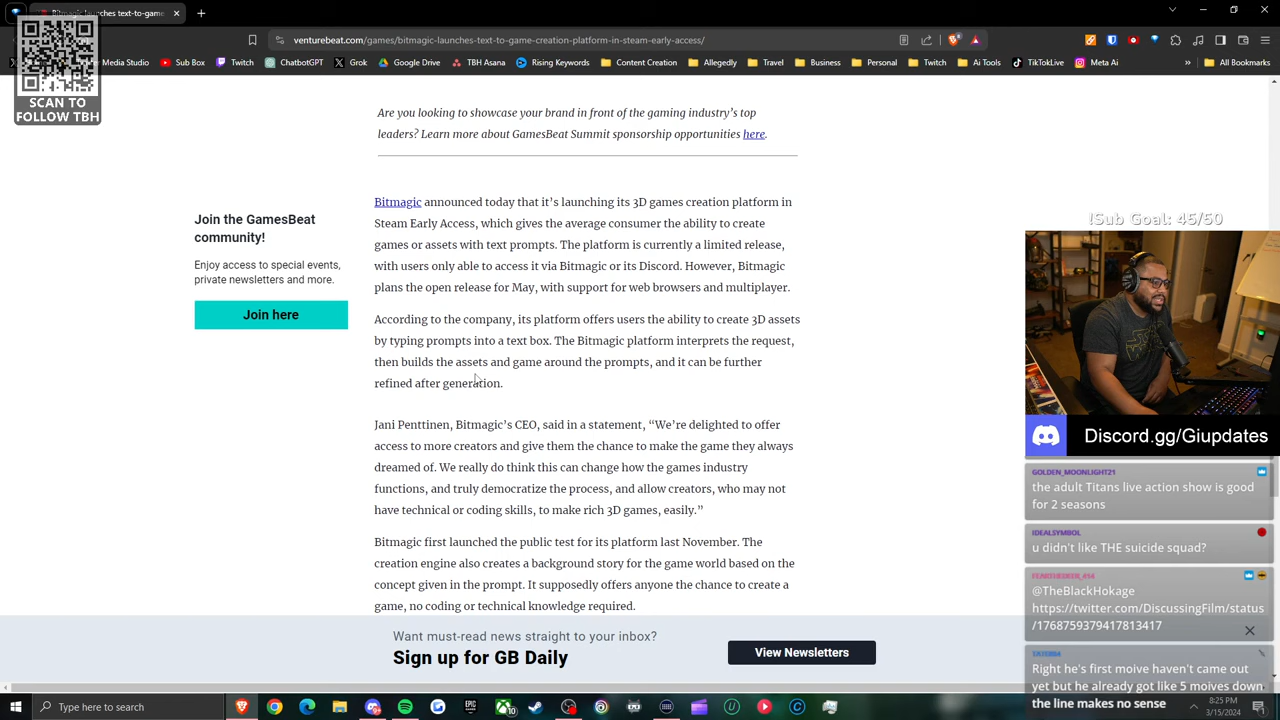 Bitmagic launches text-to-game
venturebeat.com/games/bitmagic-launches-text-to-game-creation-platform-in-steam-early-access/
er Media Studio
Sub Box
Twitch
ChatbotGPT
Grok
Google Drive
TBH Asana
Rising Keywords
Content Creation
Allegedly
Travel
Business
Personal
Twitch
Ai Tools
TikTokLive
Meta Ai
»
All Bookmarks
SCAN TO
FOLLOW TBH
Are you looking to showcase your brand in front of the gaming industry’s top
leaders? Learn more about GamesBeat Summit sponsorship opportunities here.
Join the GamesBeat
community!
Enjoy access to special events,
private newsletters and more.
Join here
Bitmagic announced today that it’s launching its 3D games creation platform in
Steam Early Access, which gives the average consumer the ability to create
games or assets with text prompts. The platform is currently a limited release,
with users only able to access it via Bitmagic or its Discord. However, Bitmagic
plans the open release for May, with support for web browsers and multiplayer.
According to the company, its platform offers users the ability to create 3D assets
by typing prompts into a text box. The Bitmagic platform interprets the request,
then builds the assets and game around the prompts, and it can be further
refined after generation.
Jani Penttinen, Bitmagic’s CEO, said in a statement, “We’re delighted to offer
access to more creators and give them the chance to make the game they always
dreamed of. We really do think this can change how the games industry
functions, and truly democratize the process, and allow creators, who may not
have technical or coding skills, to make rich 3D games, easily.”
Bitmagic first launched the public test for its platform last November. The
creation engine also creates a background story for the game world based on the
concept given in the prompt. It supposedly offers anyone the chance to create a
game, no coding or technical knowledge required.
Want must-read news straight to your inbox?
Sign up for GB Daily
View Newsletters
!Sub Goal: 45/50
Discord.gg/Giupdates
GOLDEN_MOONLIGHT21
the adult Titans live action show is good
for 2 seasons
IDEALSYMBOL
u didn't like THE suicide squad?
@TheBlackHokage
https://twitter.com/DiscussingFilm/status
/1768759379417813417
Right he's first moive haven't came out
yet but he already got like 5 moives down
the line makes no sense
Type here to search
8:25 PM
3/15/2024